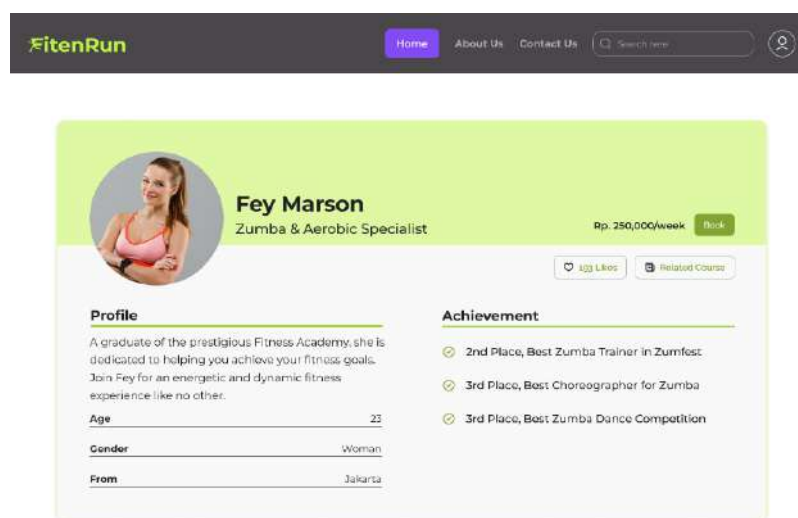 FitenRun
Home
About Us
Contact Us
Search here
Fey Marson
Zumba & Aerobic Specialist
Rp. 250,000/week
Book
193 Likes
Related Course
Profile
A graduate of the prestigious Fitness Academy, she is
dedicated to helping you achieve your fitness goals.
Join Fey for an energetic and dynamic fitness
experience like no other.
Age 23
Gender Woman
From Jakarta
Achievement
2nd Place, Best Zumba Trainer in Zumfest
3rd Place, Best Choreographer for Zumba
3rd Place, Best Zumba Dance Competition